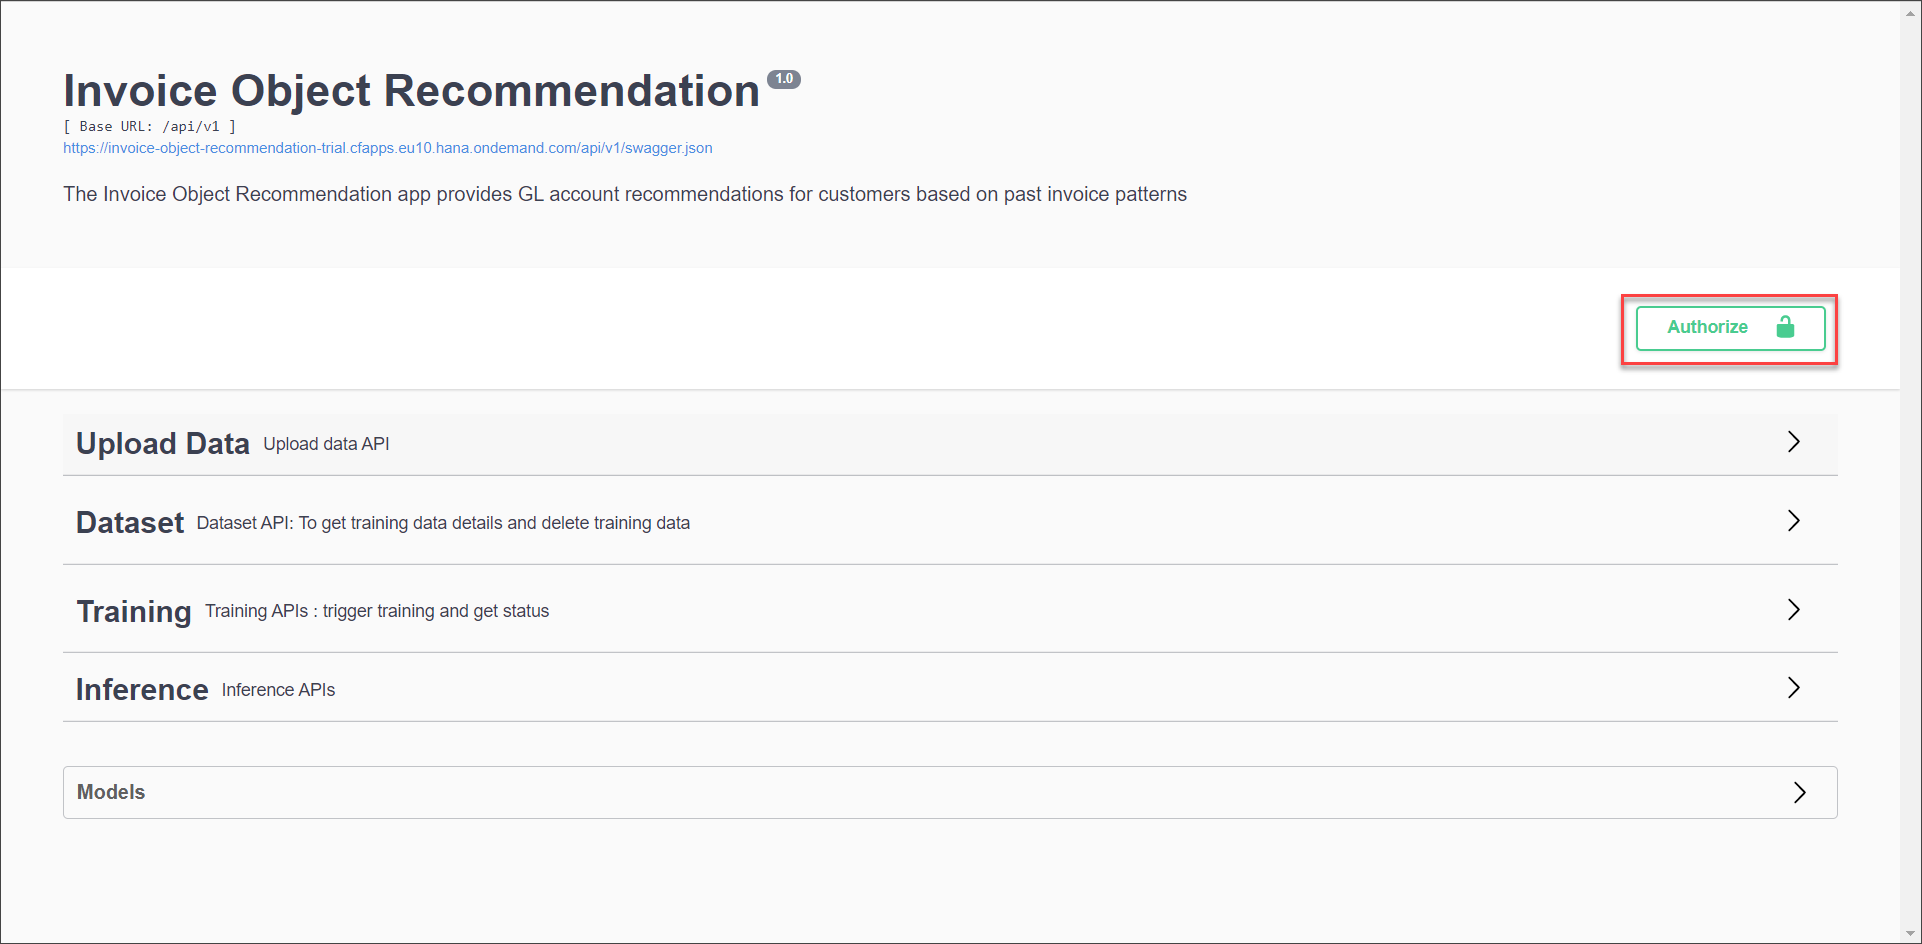 Invoice Object Recommendation 1.0
[ Base URL: /api/v1 ]
https://invoice-object-recommendation-trial.cfapps.eu10.hana.ondemand.com/api/v1/swagger.json
The Invoice Object Recommendation app provides GL account recommendations for customers based on past invoice patterns
Authorize
Upload Data Upload data API
Dataset Dataset API: To get training data details and delete training data
Training Training APIs : trigger training and get status
Inference Inference APIs
Models